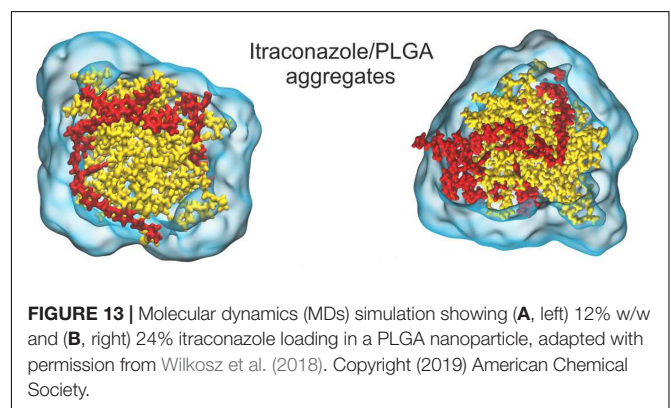 Itraconazole/PLGA
aggregates
FIGURE 13 | Molecular dynamics (MDs) simulation showing (A, left) 12% w/w
and (B, right) 24% itraconazole loading in a PLGA nanoparticle, adapted with
permission from Wilkosz et al. (2018). Copyright (2019) American Chemical
Society.